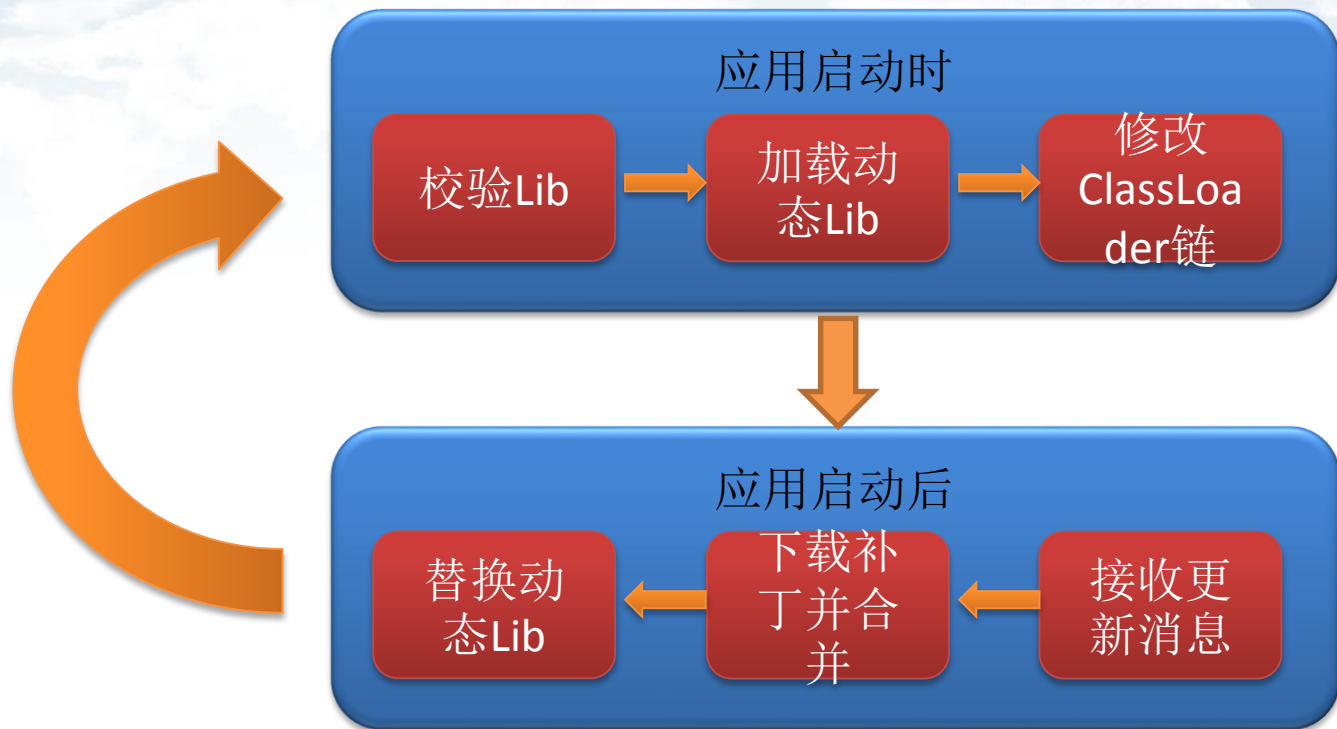 应用启动时
校验Lib
加载动
态Lib
修改
ClassLoa
der链
应用启动后
替换动
态Lib
下载补
丁并合
并
接收更
新消息